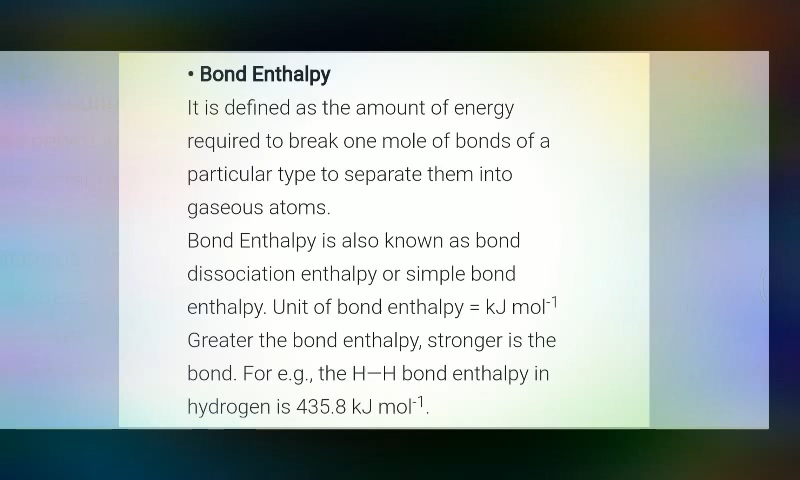 • Bond Enthalpy
It is defined as the amount of energy
required to break one mole of bonds of a
particular type to separate them into
gaseous atoms.
Bond Enthalpy is also known as bond
dissociation enthalpy or simple bond
enthalpy. Unit of bond enthalpy = kJ mol⁻¹
Greater the bond enthalpy, stronger is the
bond. For e.g., the H—H bond enthalpy in
hydrogen is 435.8 kJ mol⁻¹.